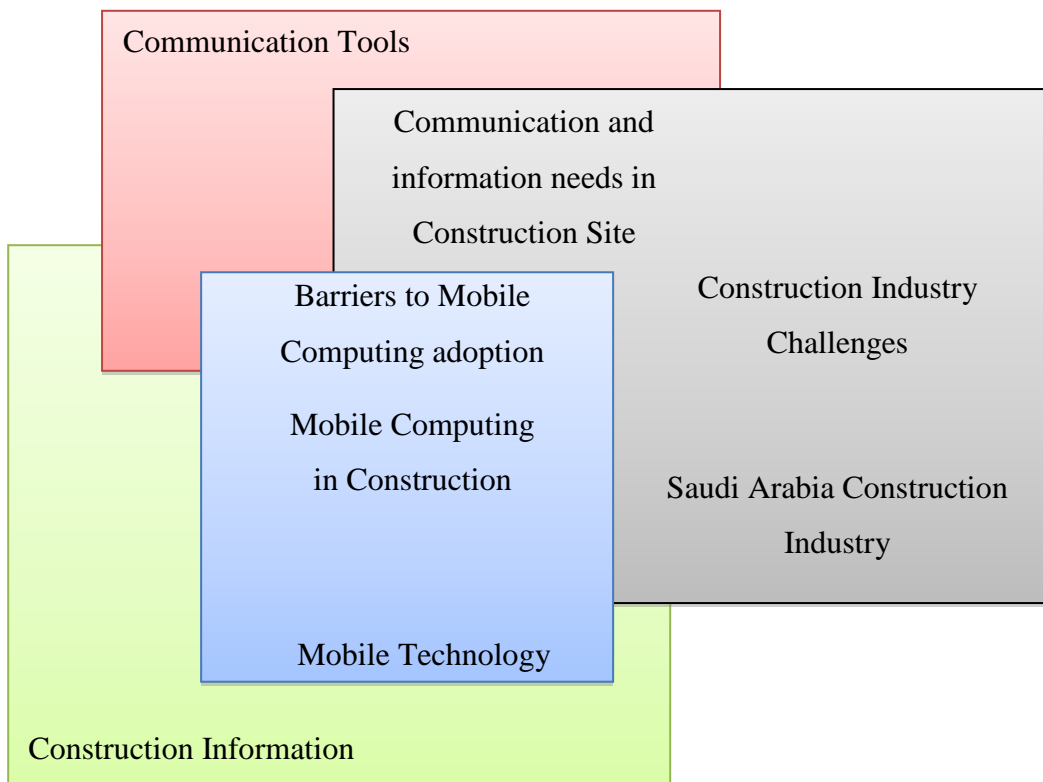 Communication Tools
Communication and
information needs in
Construction Site
Construction Industry
Challenges
Barriers to Mobile
Computing adoption
Mobile Computing
in Construction
Saudi Arabia Construction
Industry
Mobile Technology
Construction Information